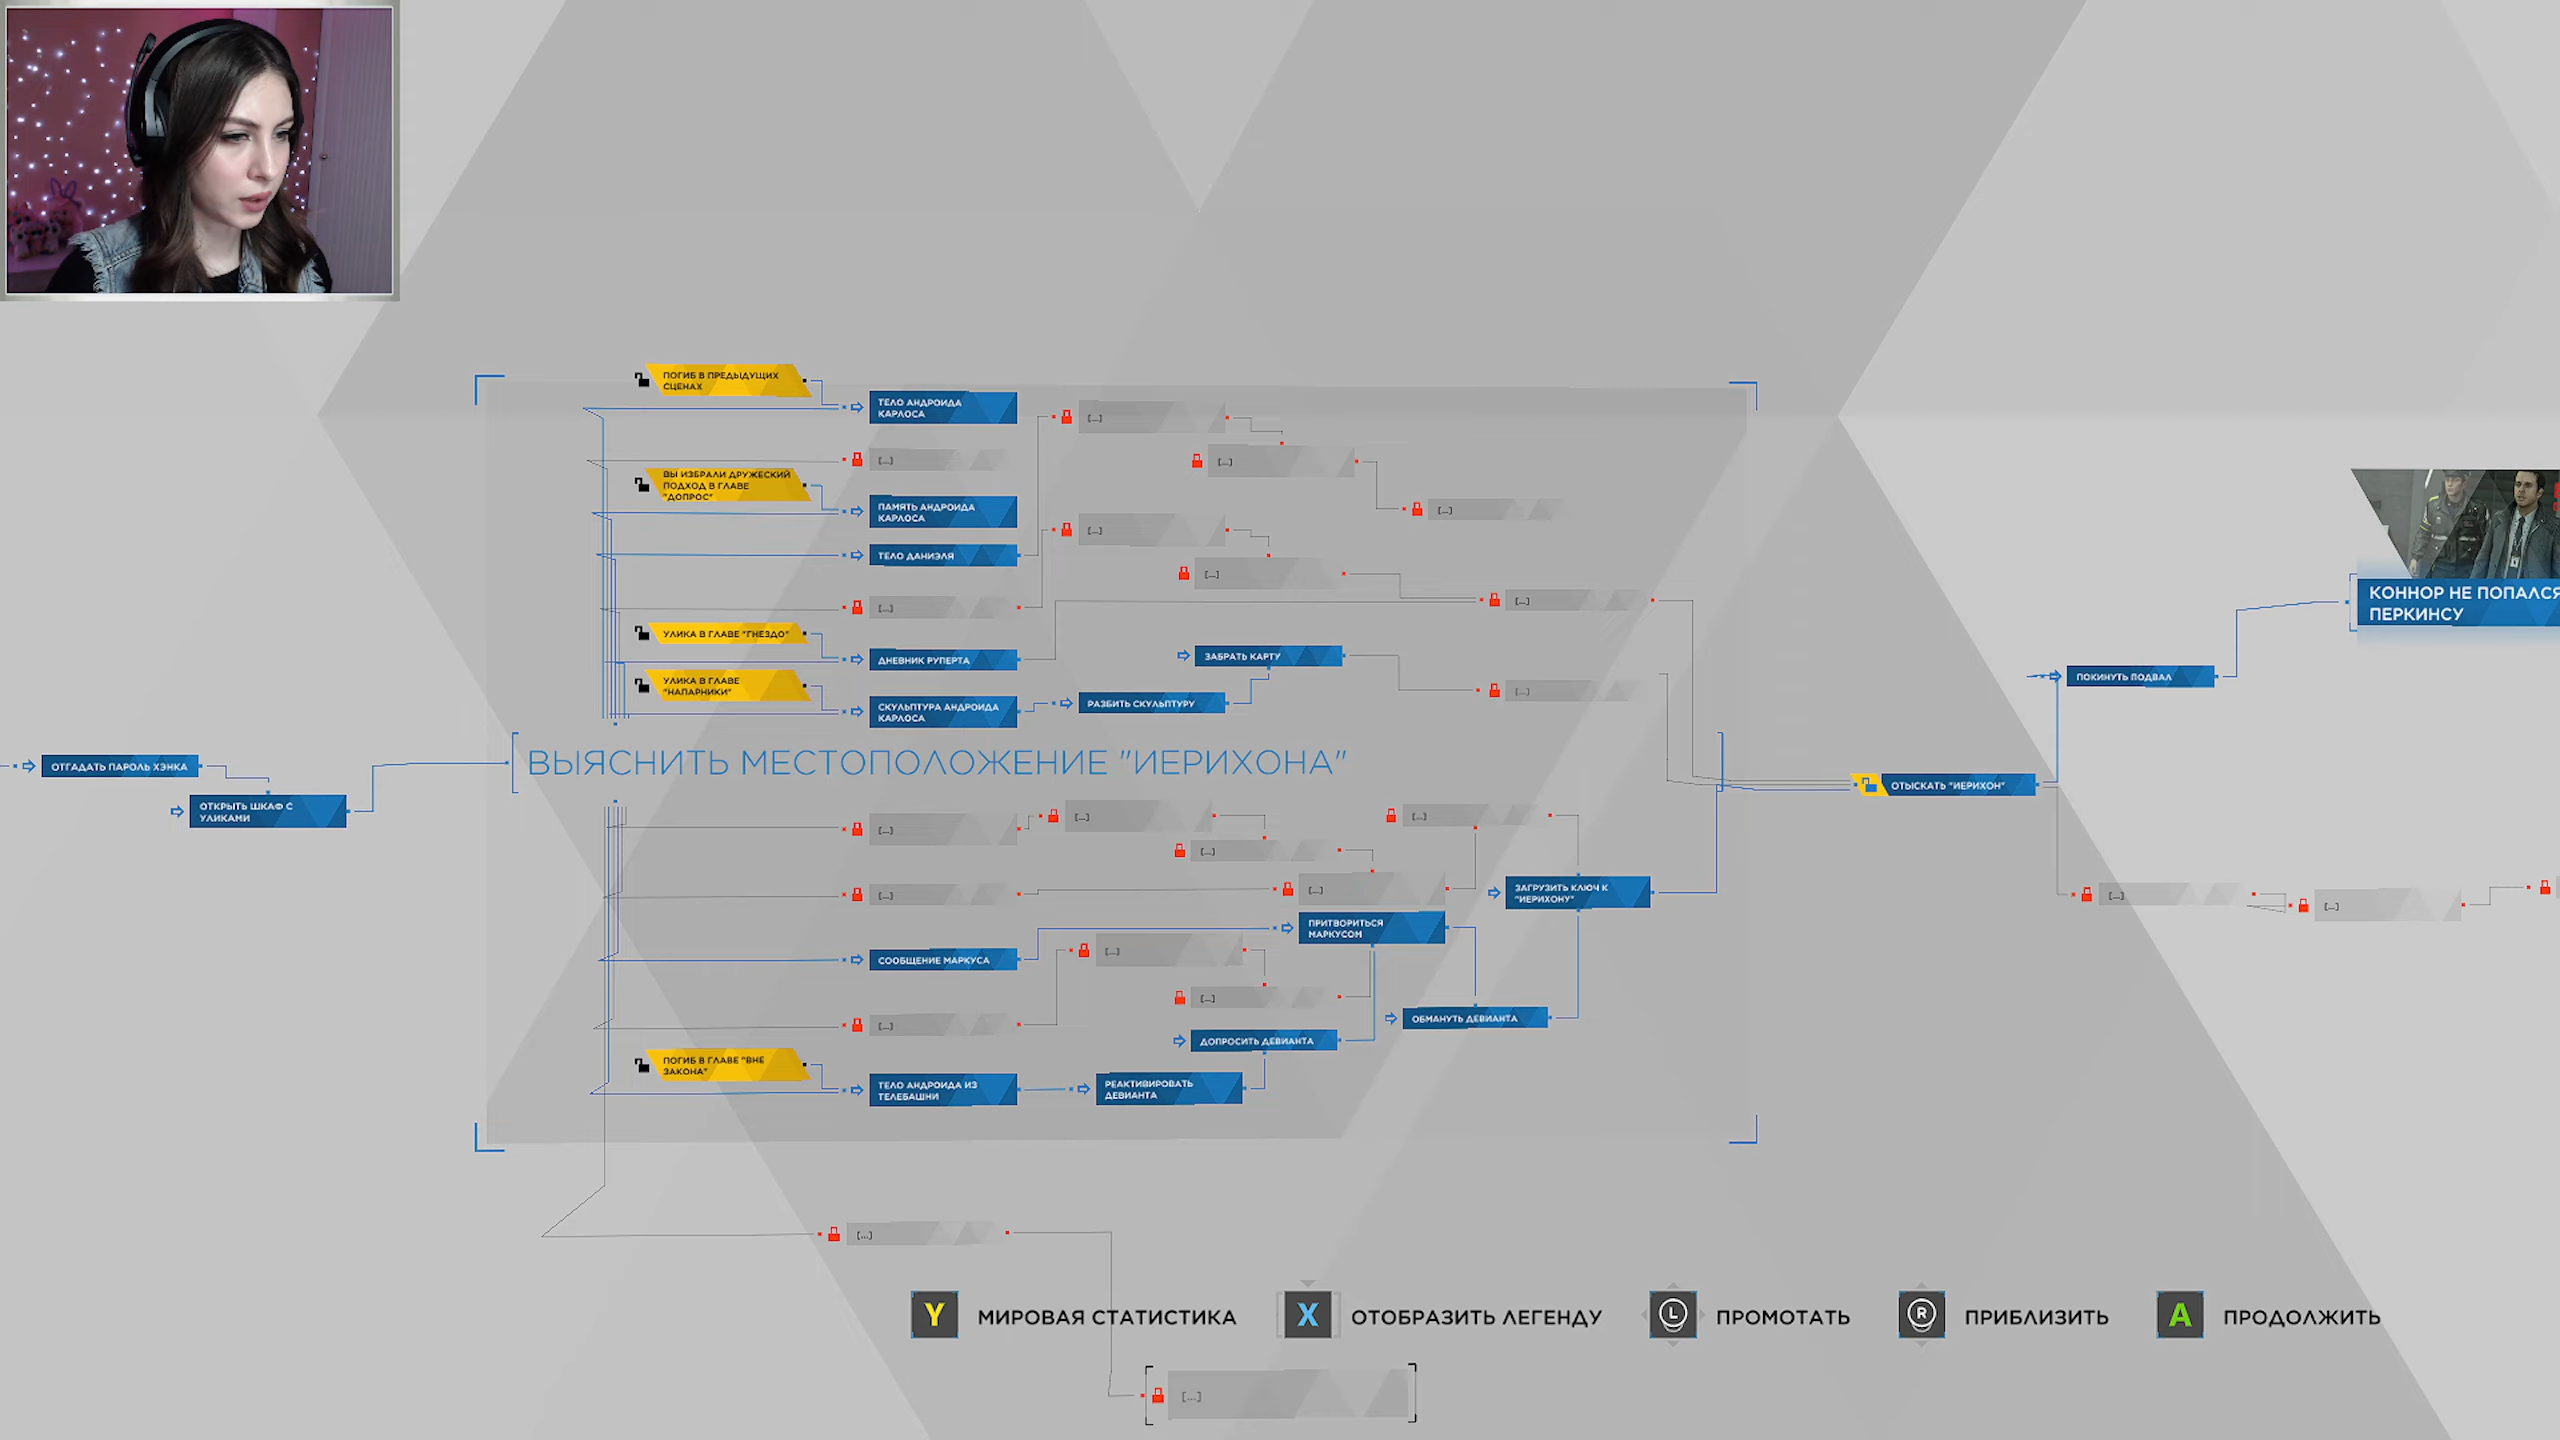 ПОГИБ В ПРЕДЫДУЩИХ
СЦЕНАХ
ТЕЛО АНДРОИДА
КАРЛОСА
[...]
[...]
[...]
ВЫ ИЗБРАЛИ ДРУЖЕСКИЙ
ПОДХОД В ГЛАВЕ
"ДОПРОС"
ПАМЯТЬ АНДРОИДА
КАРЛОСА
[...]
[...]
ТЕЛО ДАНИЭЛЯ
[...]
[...]
[...]
КОННОР НЕ ПОПАЛСЯ
ПЕРКИНСУ
УЛИКА В ГЛАВЕ "ГНЕЗДО"
ДНЕВНИК РУПЕРТА
ЗАБРАТЬ КАРТУ
ПОКИНУТЬ ПОДВАЛ
УЛИКА В ГЛАВЕ
"НАПАРНИКИ"
[...]
СКУЛЬПТУРА АНДРОИДА
КАРЛОСА
РАЗБИТЬ СКУЛЬПТУРУ
ОТГАДАТЬ ПАРОЛЬ ХЭНКА
ВЫЯСНИТЬ МЕСТОПОЛОЖЕНИЕ "ИЕРИХОНА"
ОТЫСКАТЬ "ИЕРИХОН"
ОТКРЫТЬ ШКАФ С
УЛИКАМИ
[...]
[...]
[...]
[...]
[...]
[...]
ЗАГРУЗИТЬ КЛЮЧ К
"ИЕРИХОНУ"
[...]
[...]
ПРИТВОРИТЬСЯ
МАРКУСОМ
СООБЩЕНИЕ МАРКУСА
[...]
[...]
[...]
ОБМАНУТЬ ДЕВИАНТА
ДОПРОСИТЬ ДЕВИАНТА
ПОГИБ В ГЛАВЕ "ВНЕ
ЗАКОНА"
ТЕЛО АНДРОИДА ИЗ
ТЕЛЕБАШНИ
РЕАКТИВИРОВАТЬ
ДЕВИАНТА
[...]
Y МИРОВАЯ СТАТИСТИКА
X ОТОБРАЗИТЬ ЛЕГЕНДУ
L ПРОМОТАТЬ
R ПРИБЛИЗИТЬ
A ПРОДОЛЖИТЬ
[...]